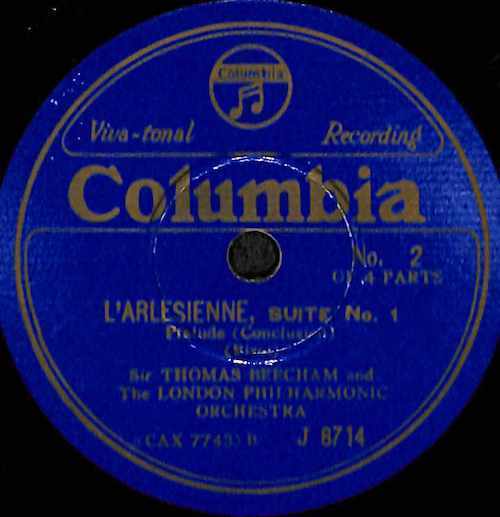 Columbia
Viva-tonal Recording
Columbia
No. 2
OF 4 PARTS
L'ARLESIENNE, SUITE No. 1
Prelude (Conclusion)
(Bizet)
Sir THOMAS BEECHAM and
The LONDON PHILHARMONIC
ORCHESTRA
J 8714